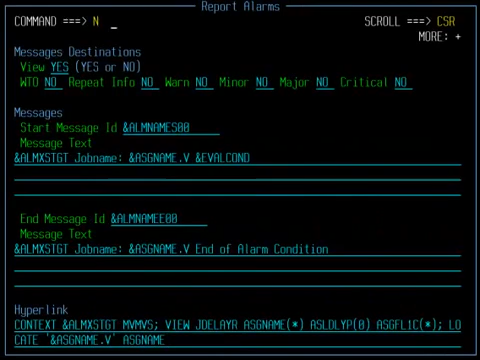 Report Alarms
COMMAND ===> N _ SCROLL ===> CSR
MORE: +
Messages Destinations
View YES (YES or NO)
WTO NO Repeat Info NO Warn NO Minor NO Major NO Critical NO
Messages
Start Message Id &ALMNAMES00
Message Text
&ALMXSTGT Jobname: &ASGNAME.V &EVALCOND
End Message Id &ALMNAMEE00
Message Text
&ALMXSTGT Jobname: &ASGNAME.V End of Alarm Condition
Hyperlink
CONTEXT &ALMXSTGT MVMVS; VIEW JDELAYR ASGNAME(*) ASLDLYP(0) ASGFL1C(*); LO
CATE '&ASGNAME.V' ASGNAME